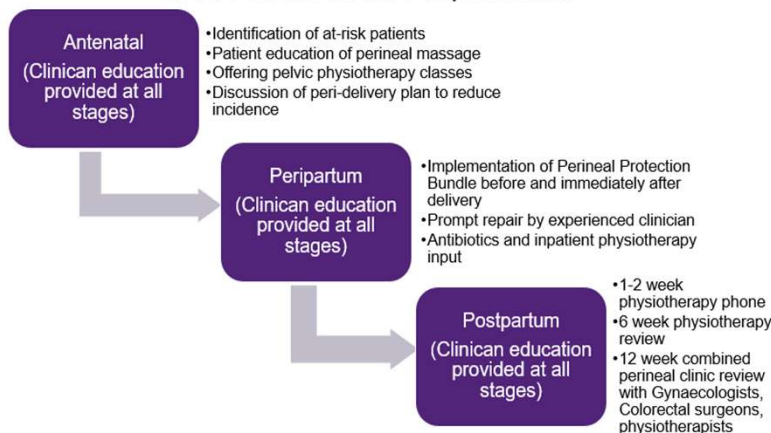 Antenatal
(Clinican education
provided at all
stages)
•Identification of at-risk patients
•Patient education of perineal massage
•Offering pelvic physiotherapy classes
•Discussion of peri-delivery plan to reduce
incidence
Peripartum
(Clinican education
provided at all
stages)
•Implementation of Perineal Protection
Bundle before and immediately after
delivery
•Prompt repair by experienced clinician
•Antibiotics and inpatient physiotherapy
input
Postpartum
(Clinican education
provided at all
stages)
•1-2 week
physiotherapy phone
•6 week physiotherapy
review
•12 week combined
perineal clinic review
with Gynaecologists,
Colorectal surgeons,
physiotherapists